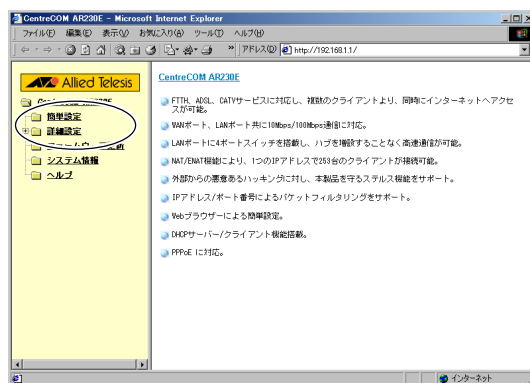 CentreCOM AR230E - Microsoft Internet Explorer
ファイル(F) 編集(E) 表示(V) お気に入り(A) ツール(T) ヘルプ(H)
アドレス(D) http://192.168.1.1/
Allied Telesis
簡単設定
詳細設定
システム情報
ヘルプ
CentreCOM AR230E
FTTH、ADSL、CATVサービスに対応し、複数のクライアントより、同時にインターネットへアクセ
スが可能。
WANポート、LANポート共に10Mbps/100Mbps通信に対応。
LANポートに4ポートスイッチを搭載し、ハブを増設することなく高速通信が可能。
NAT/ENAT機能により、1つのIPアドレスで253台のクライアントが接続可能。
外部からの悪意あるハッキングに対し、本製品を守るステルス機能をサポート。
IPアドレス/ポート番号によるパケットフィルタリングをサポート。
Webブラウザーによる簡単設定。
DHCPサーバー/クライアント機能搭載。
PPPoE に対応。
インターネット